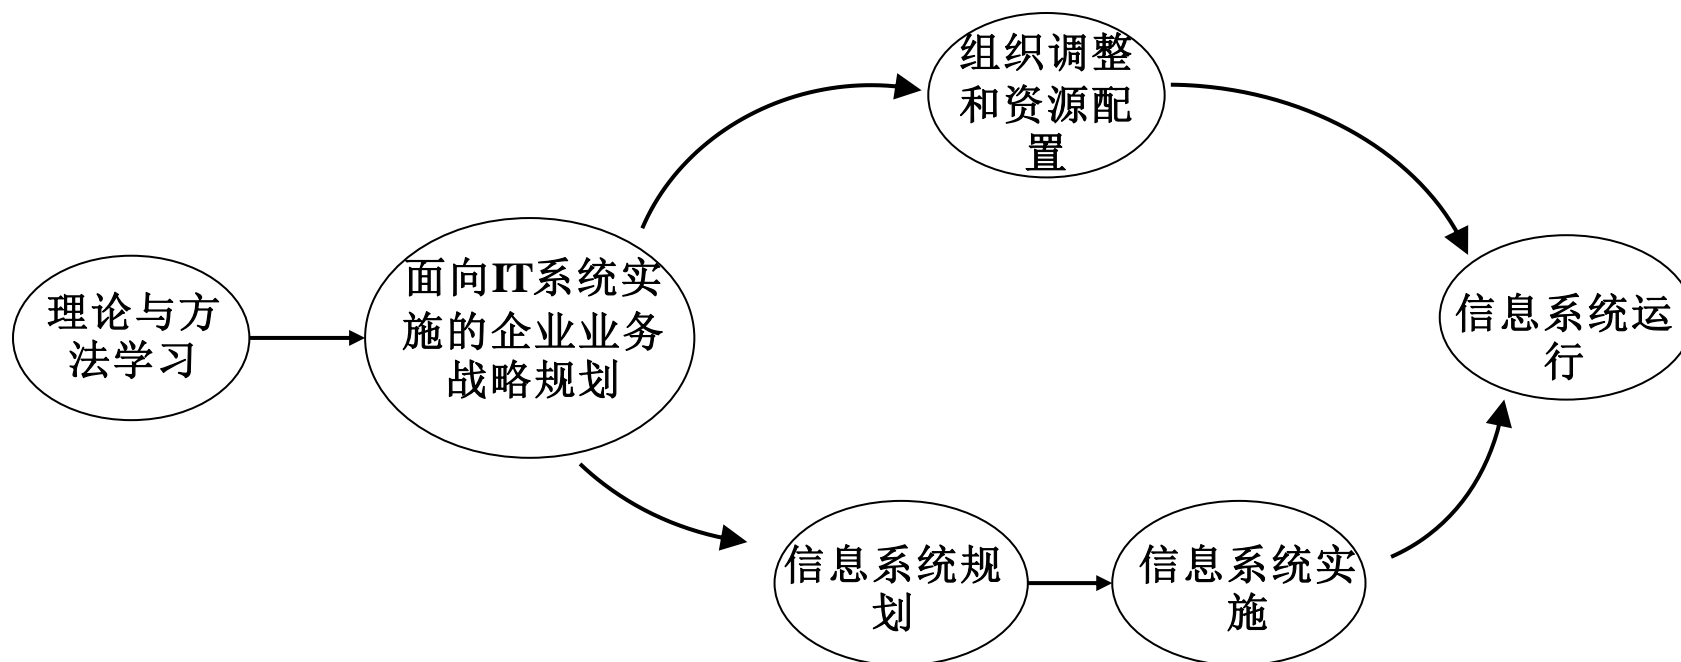 组织调整
和资源配
置
面向IT系统实
施的企业业务
战略规划
理论与方
法学习
信息系统运
行
信息系统规
划
信息系统实
施